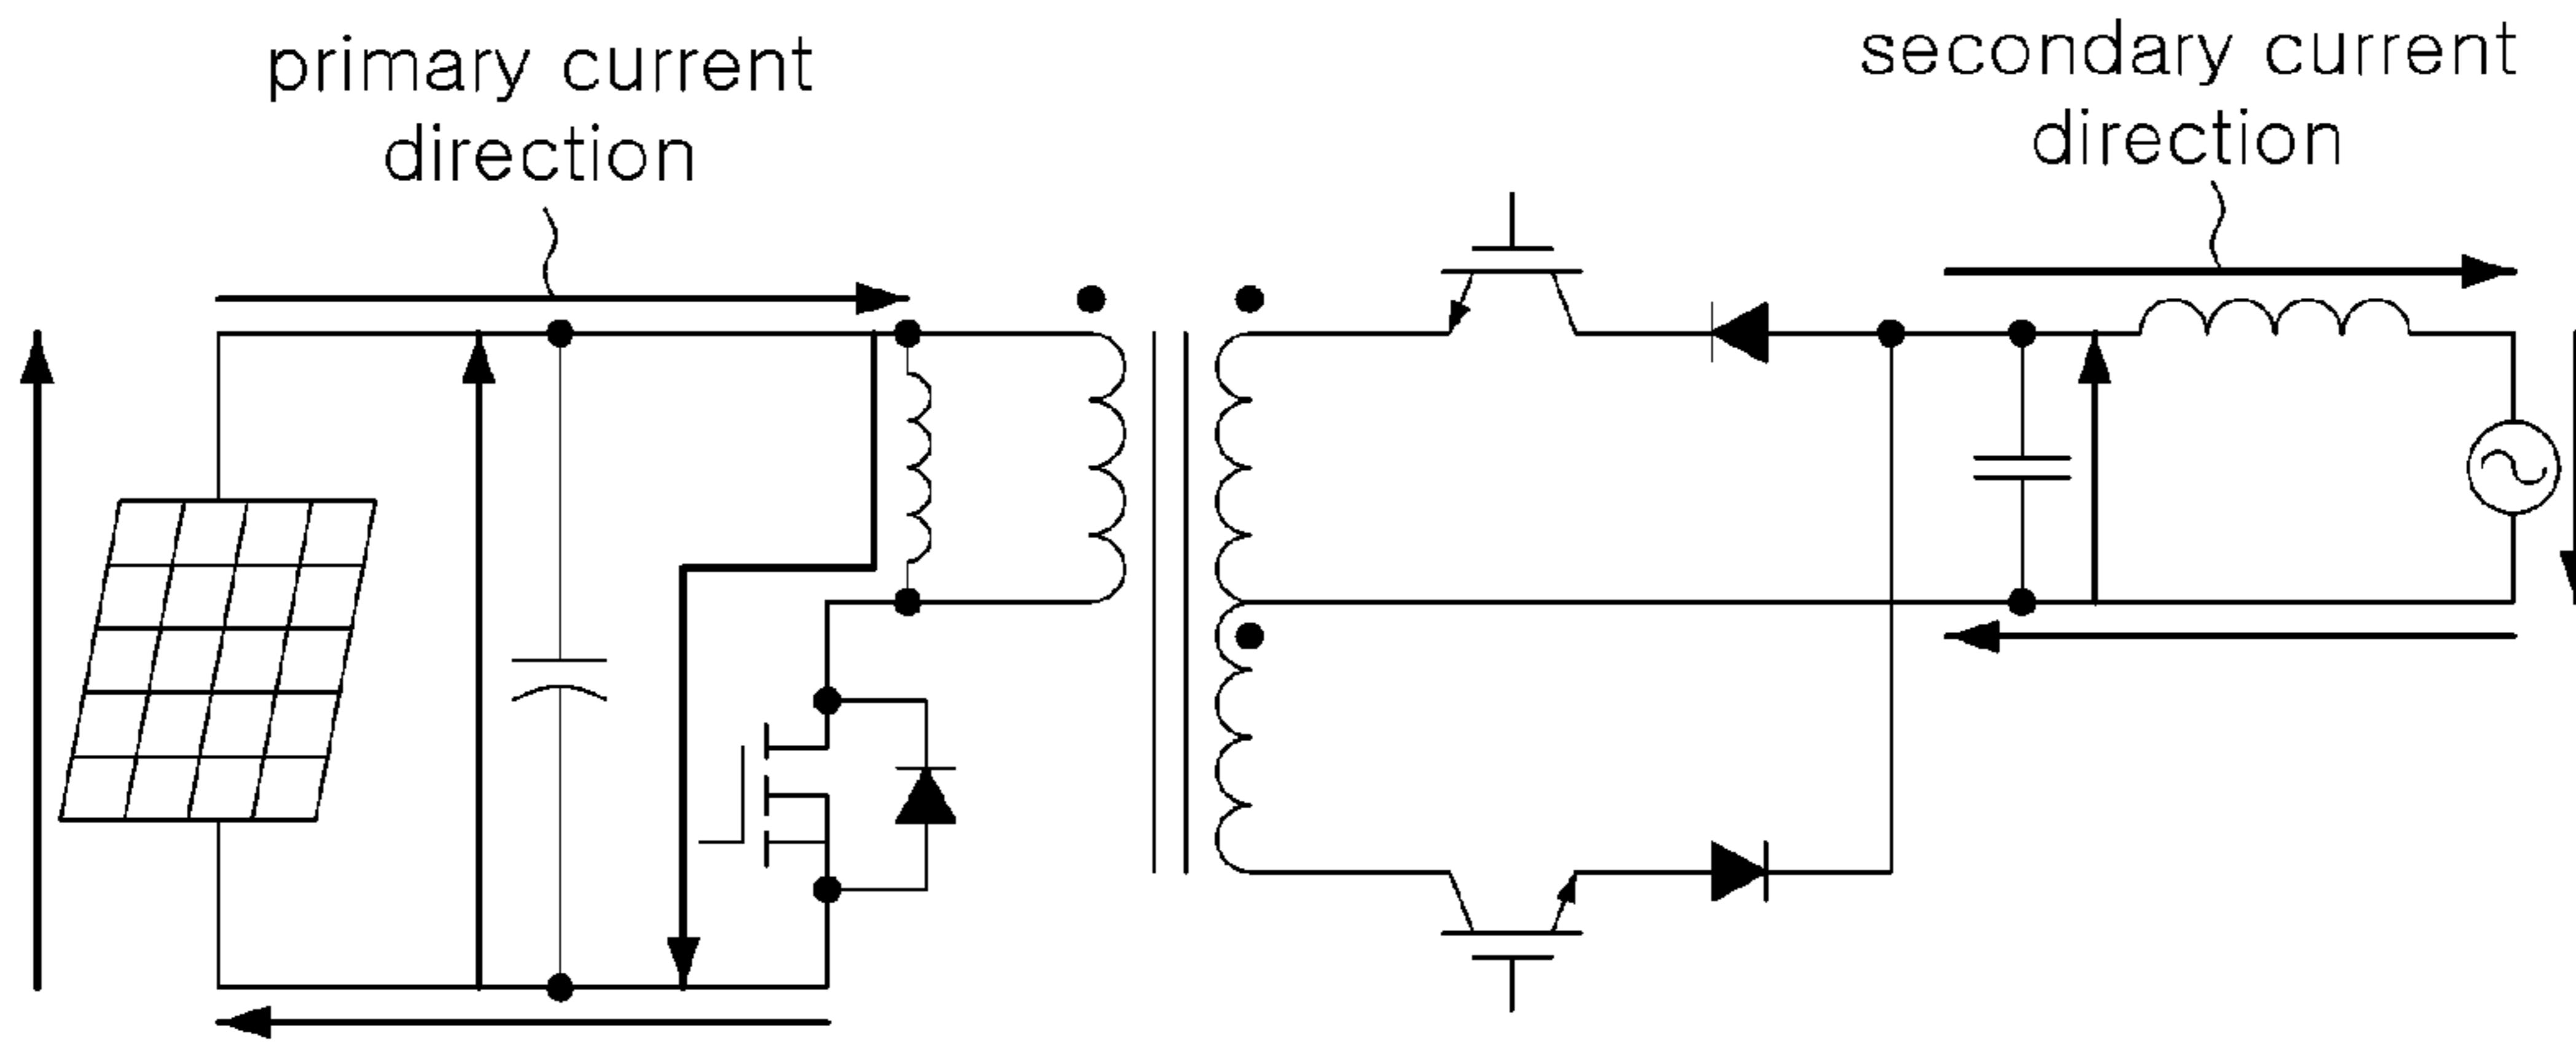 primary current
direction
secondary current
direction